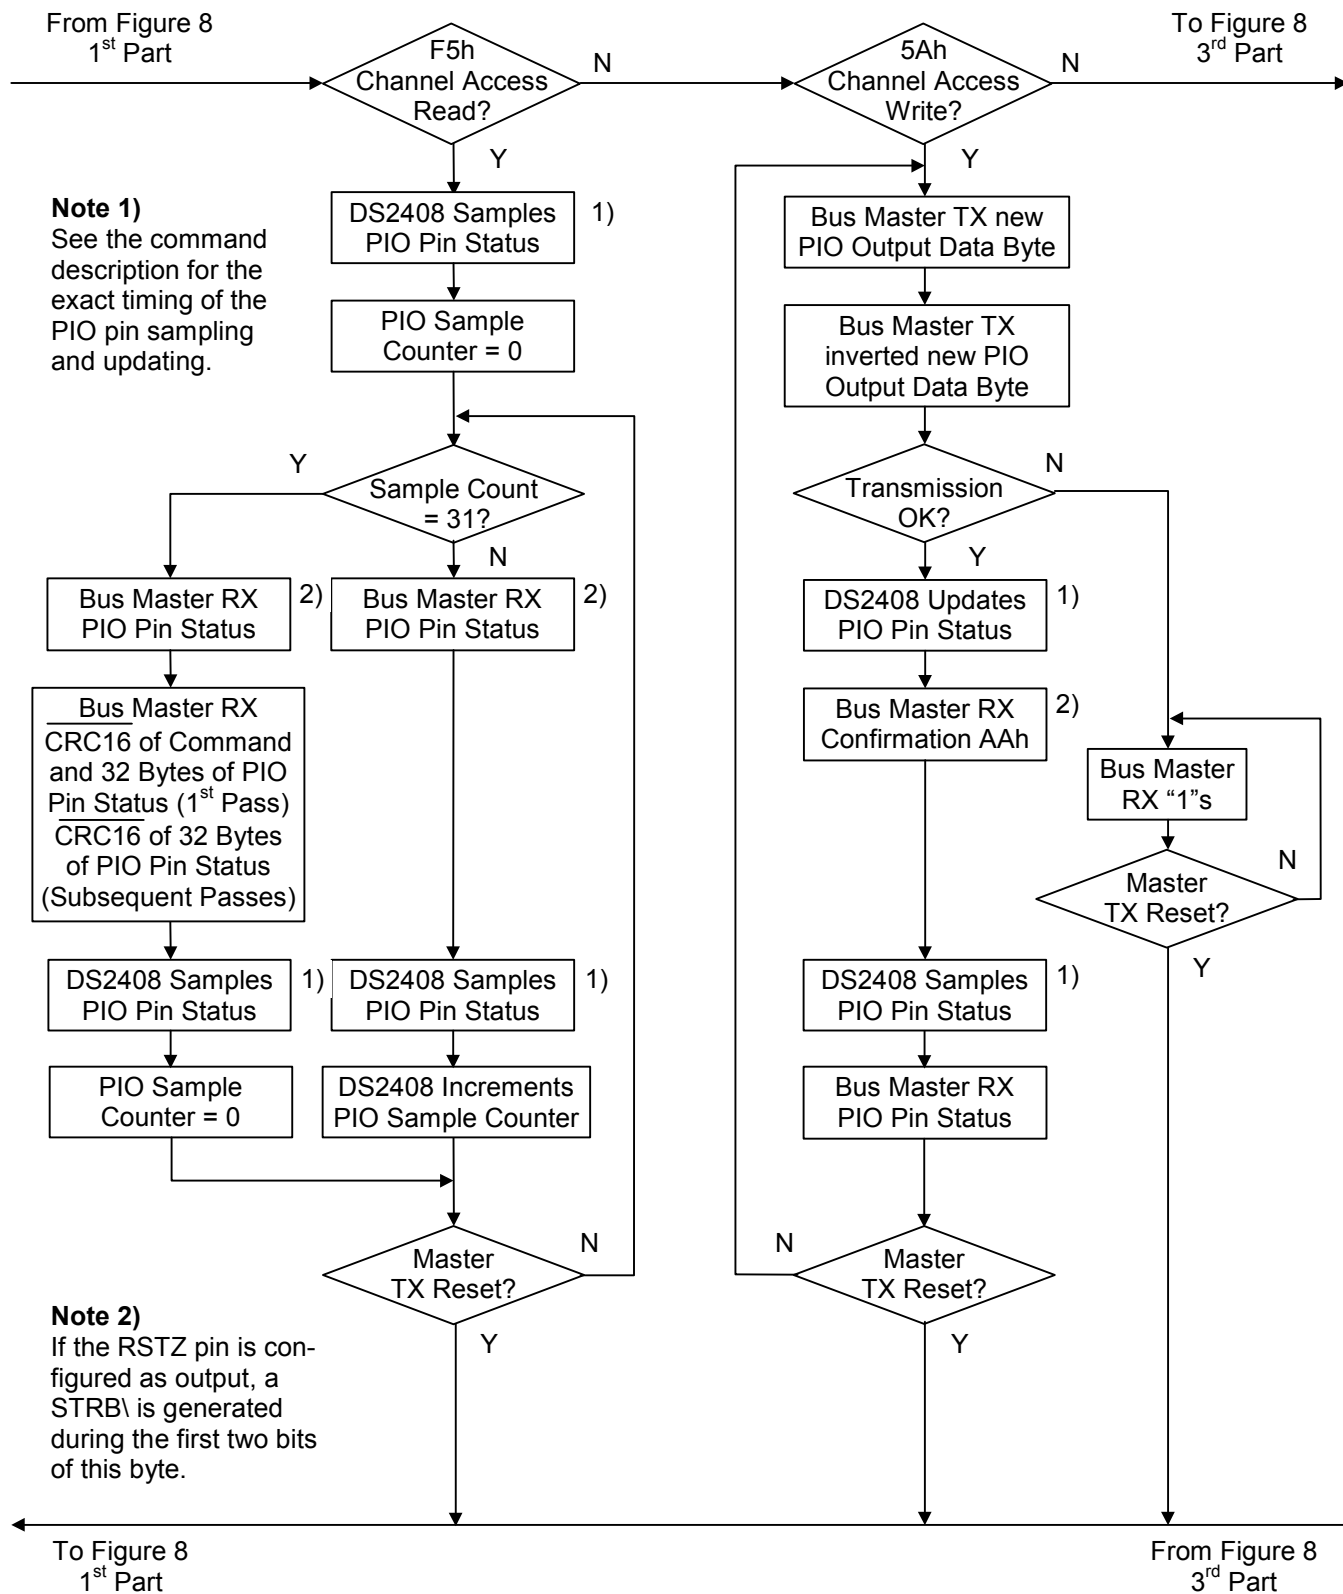 From Figure 8
1st Part
F5h
Channel Access
Read?
N
5Ah
Channel Access
Write?
N
To Figure 8
3rd Part
Y
Y
Note 1)
See the command
description for the
exact timing of the
PIO pin sampling
and updating.
DS2408 Samples
PIO Pin Status
1)
PIO Sample
Counter = 0
Y
Sample Count
= 31?
N
Bus Master RX
PIO Pin Status
2)
Bus Master RX
PIO Pin Status
2)
Bus Master RX
CRC16 of Command
and 32 Bytes of PIO
Pin Status (1st Pass)
CRC16 of 32 Bytes
of PIO Pin Status
(Subsequent Passes)
DS2408 Samples
PIO Pin Status
1)
DS2408 Samples
PIO Pin Status
1)
PIO Sample
Counter = 0
DS2408 Increments
PIO Sample Counter
Master
TX Reset?
N
Y
Note 2)
If the RSTZ pin is con-
figured as output, a
STRB\ is generated
during the first two bits
of this byte.
Bus Master TX new
PIO Output Data Byte
Bus Master TX
inverted new PIO
Output Data Byte
Transmission
OK?
N
Y
DS2408 Updates
PIO Pin Status
1)
Bus Master RX
Confirmation AAh
2)
Bus Master
RX “1”s
Master
TX Reset?
N
Y
DS2408 Samples
PIO Pin Status
1)
Bus Master RX
PIO Pin Status
N
Master
TX Reset?
Y
To Figure 8
1st Part
From Figure 8
3rd Part